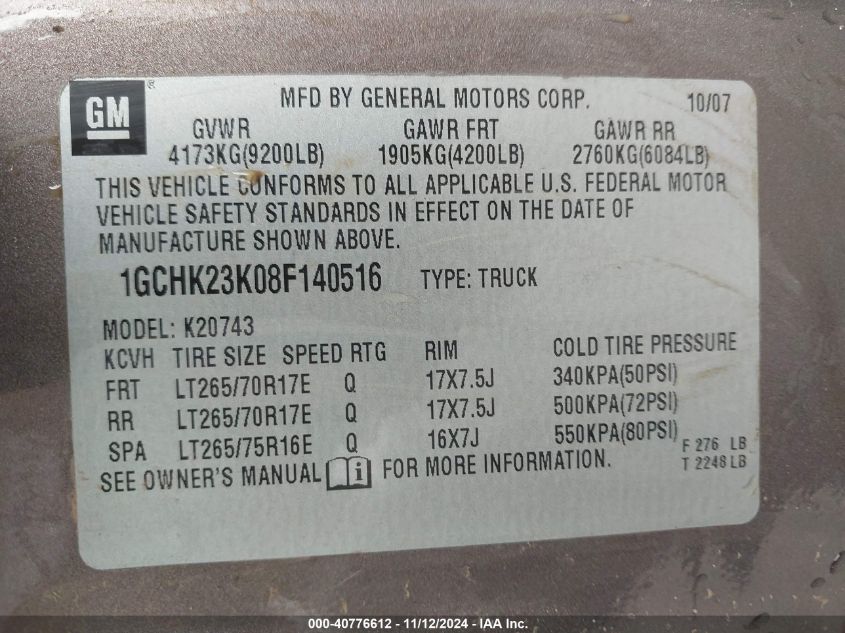 GM ® MFD BY GENERAL MOTORS CORP. 10/07
GVWR GAWR FRT GAWR RR
4173KG(9200LB) 1905KG(4200LB) 2760KG(6084LB)
THIS VEHICLE CONFORMS TO ALL APPLICABLE U.S. FEDERAL MOTOR
VEHICLE SAFETY STANDARDS IN EFFECT ON THE DATE OF
MANUFACTURE SHOWN ABOVE.
1GCHK23K08F140516 TYPE: TRUCK
MODEL: K20743
KCVH TIRE SIZE SPEED RTG RIM COLD TIRE PRESSURE
FRT LT265/70R17E Q 17X7.5J 340KPA(50PSI)
RR LT265/70R17E Q 17X7.5J 500KPA(72PSI)
SPA LT265/75R16E Q 16X7J 550KPA(80PSI)
F 276 LB
T 2248 LB
SEE OWNER'S MANUAL i FOR MORE INFORMATION.
000-40776612 - 11/12/2024 - IAA Inc.